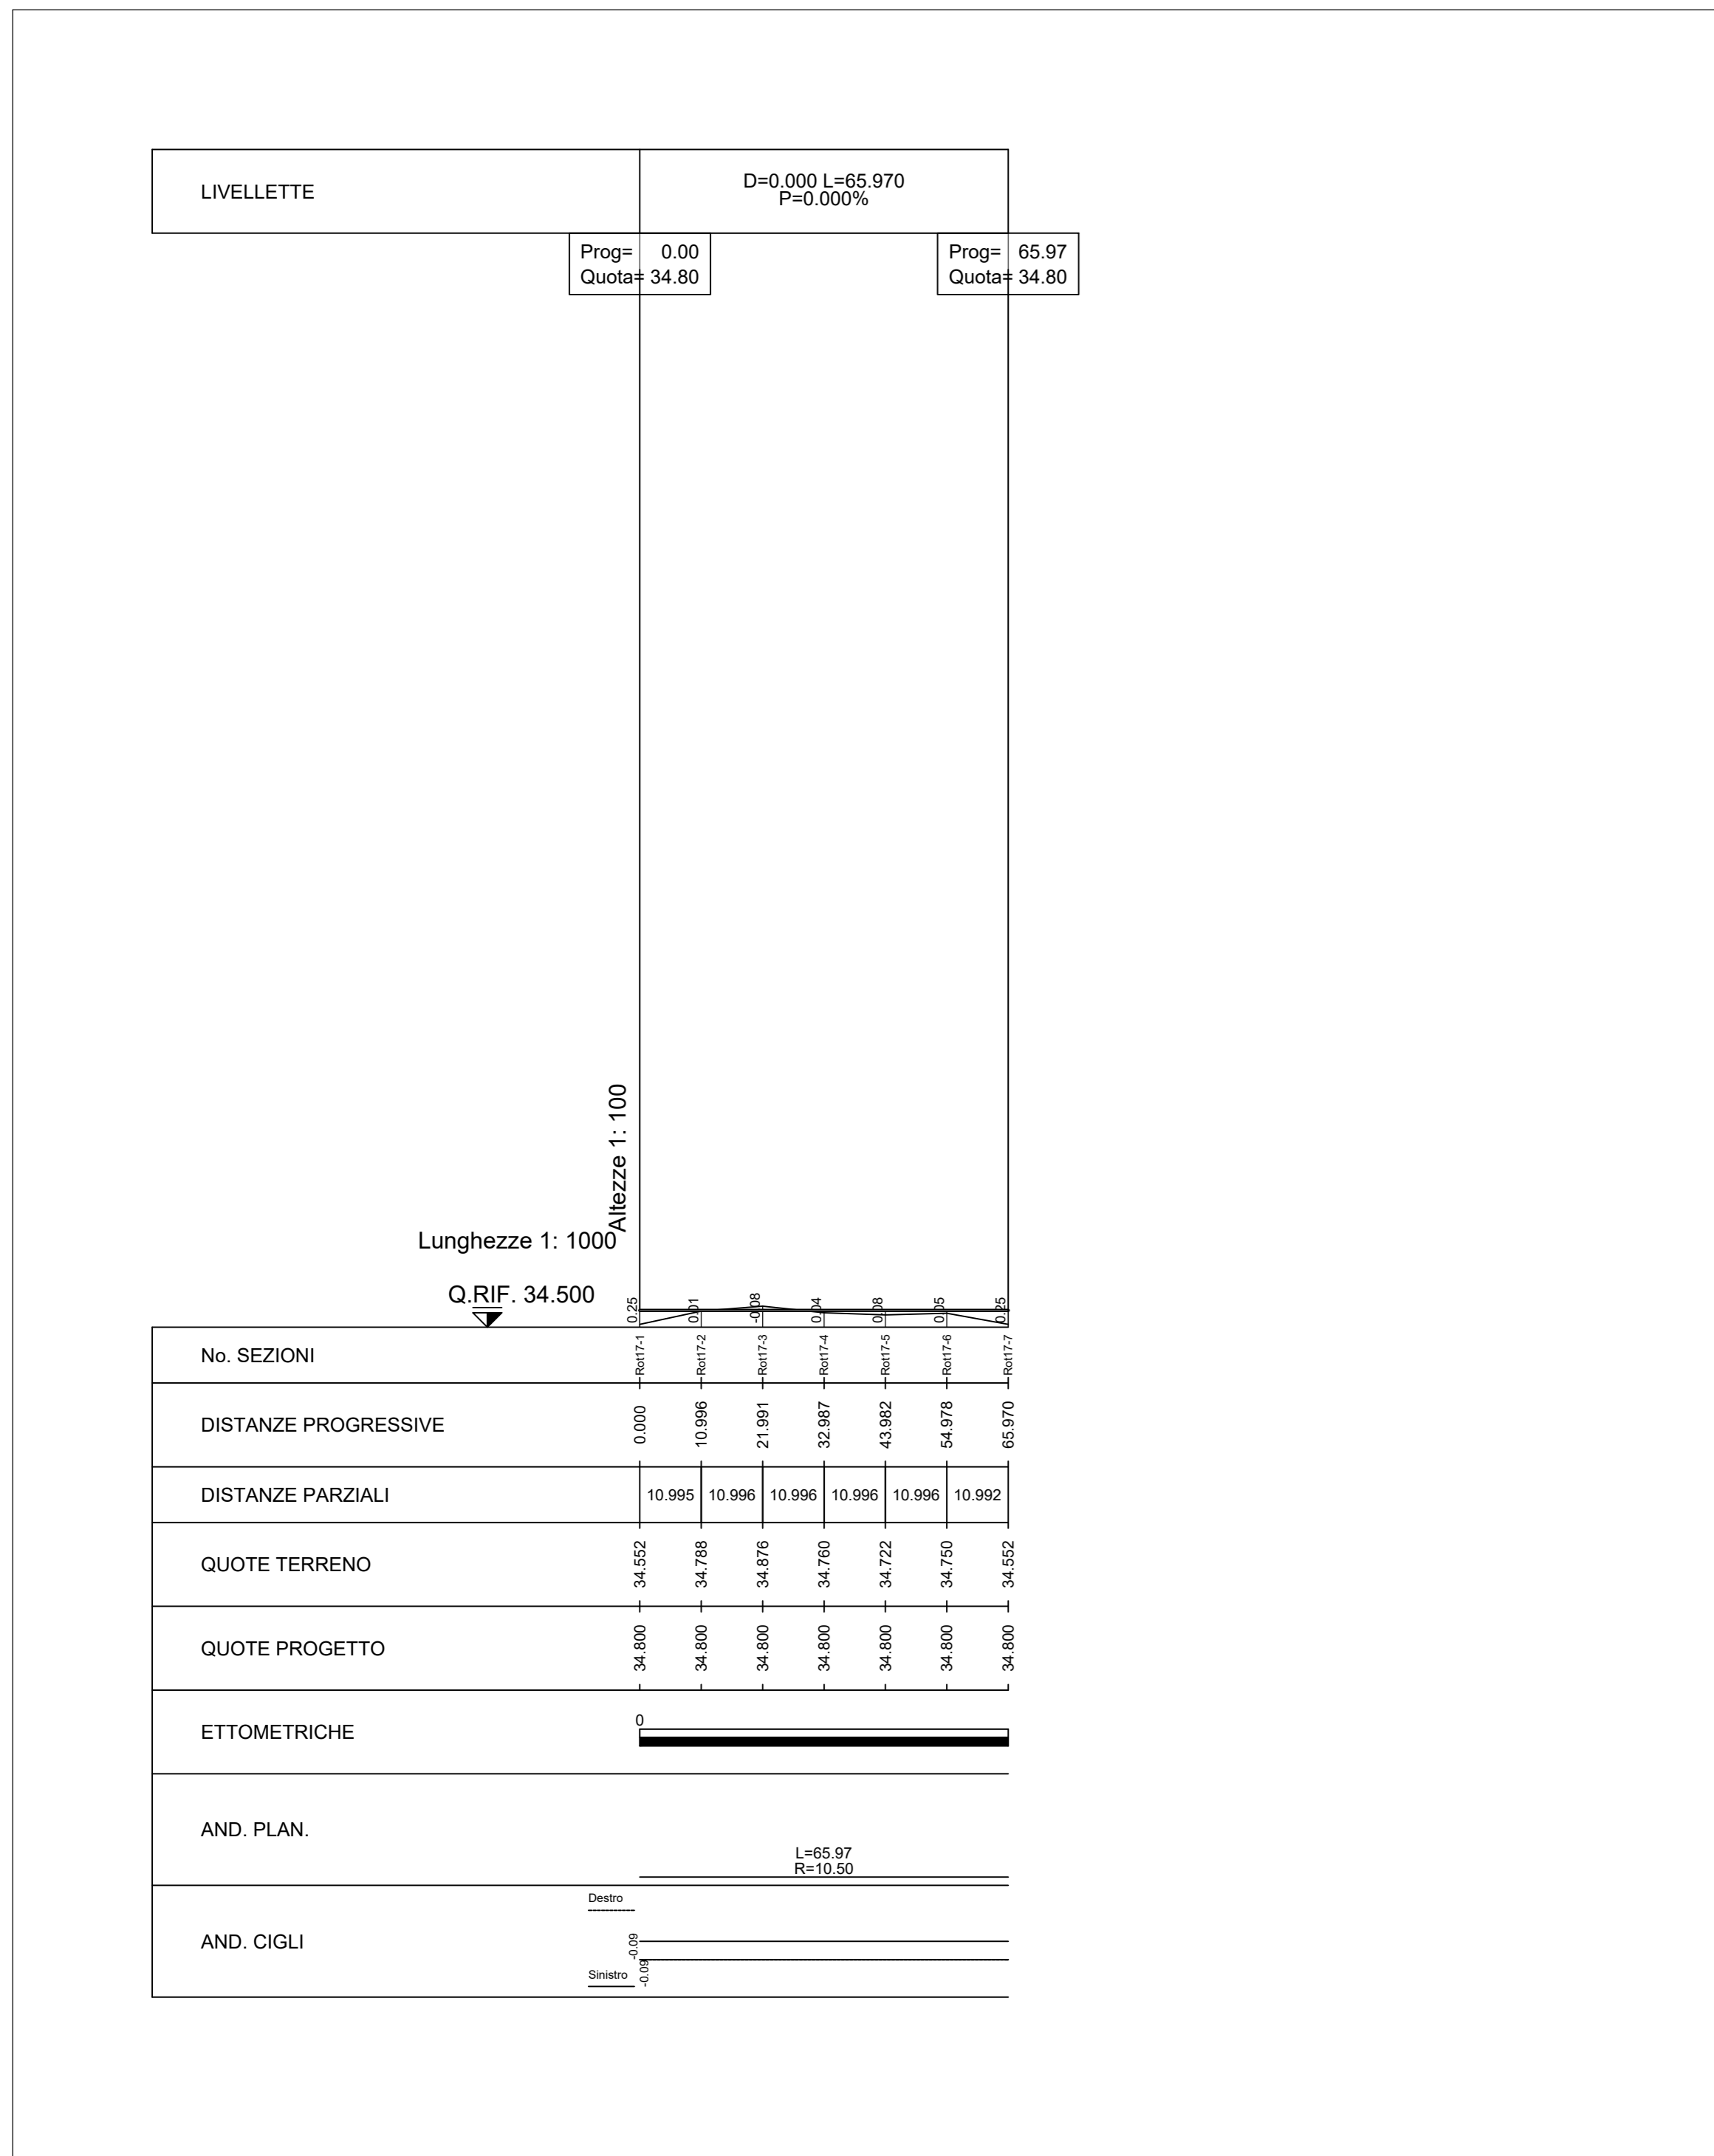 LIVELLETTE
D=0.000 L=65.970
P=0.000%
Prog= 0.00
Quota= 34.80
Prog= 65.97
Quota= 34.80
Altezze 1: 100
Lunghezze 1: 1000
Q.RIF. 34.500
0.25 0.01 -0.08 0.04 0.08 0.05 0.25
No. SEZIONI Rot17-1 Rot17-2 Rot17-3 Rot17-4 Rot17-5 Rot17-6 Rot17-7
DISTANZE PROGRESSIVE 0.000 10.996 21.991 32.987 43.982 54.978 65.970
DISTANZE PARZIALI 10.995 10.996 10.996 10.996 10.996 10.992
QUOTE TERRENO 34.552 34.788 34.876 34.760 34.722 34.750 34.552
QUOTE PROGETTO 34.800 34.800 34.800 34.800 34.800 34.800 34.800
ETTOMETRICHE 0
AND. PLAN.
L=65.97
R=10.50
Destro
AND. CIGLI
-0.09
-0.09
Sinistro